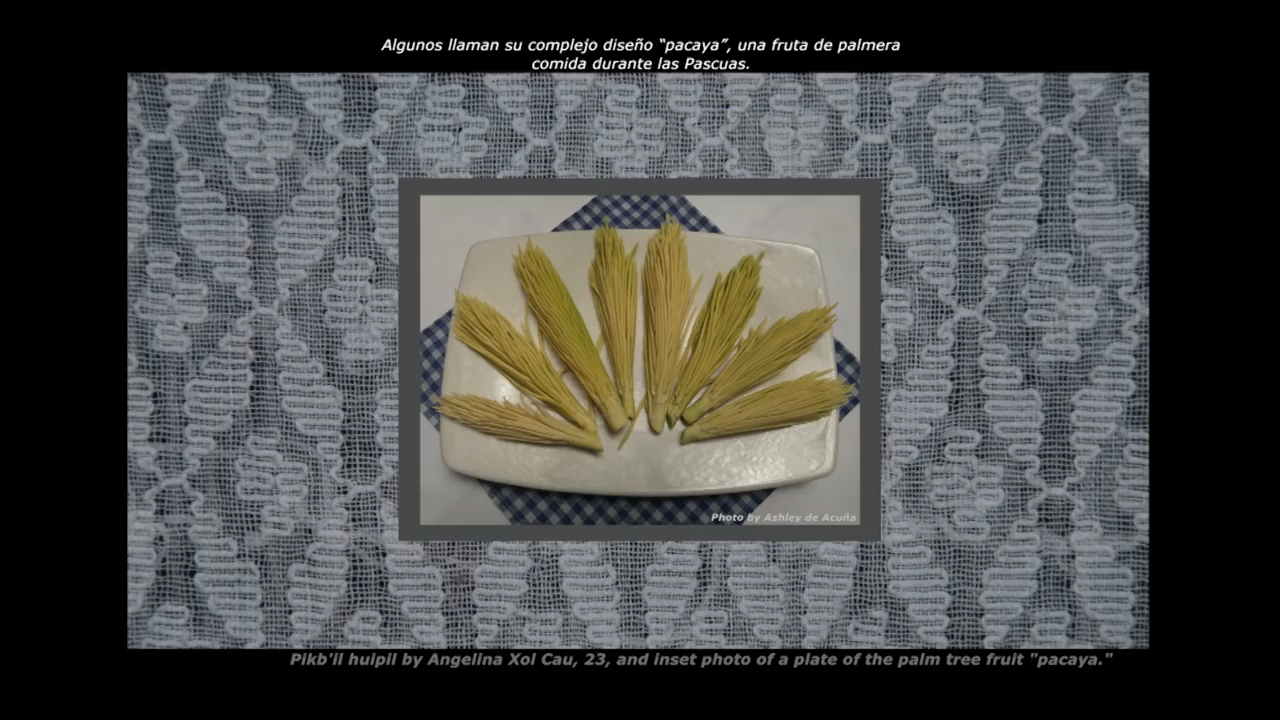 Algunos llaman su complejo diseño “pacaya”, una fruta de palmera
comida durante las Pascuas.
Photo by Ashley de Acuña
Pikb'il huipil by Angelina Xol Cau, 23, and inset photo of a plate of the palm tree fruit "pacaya."